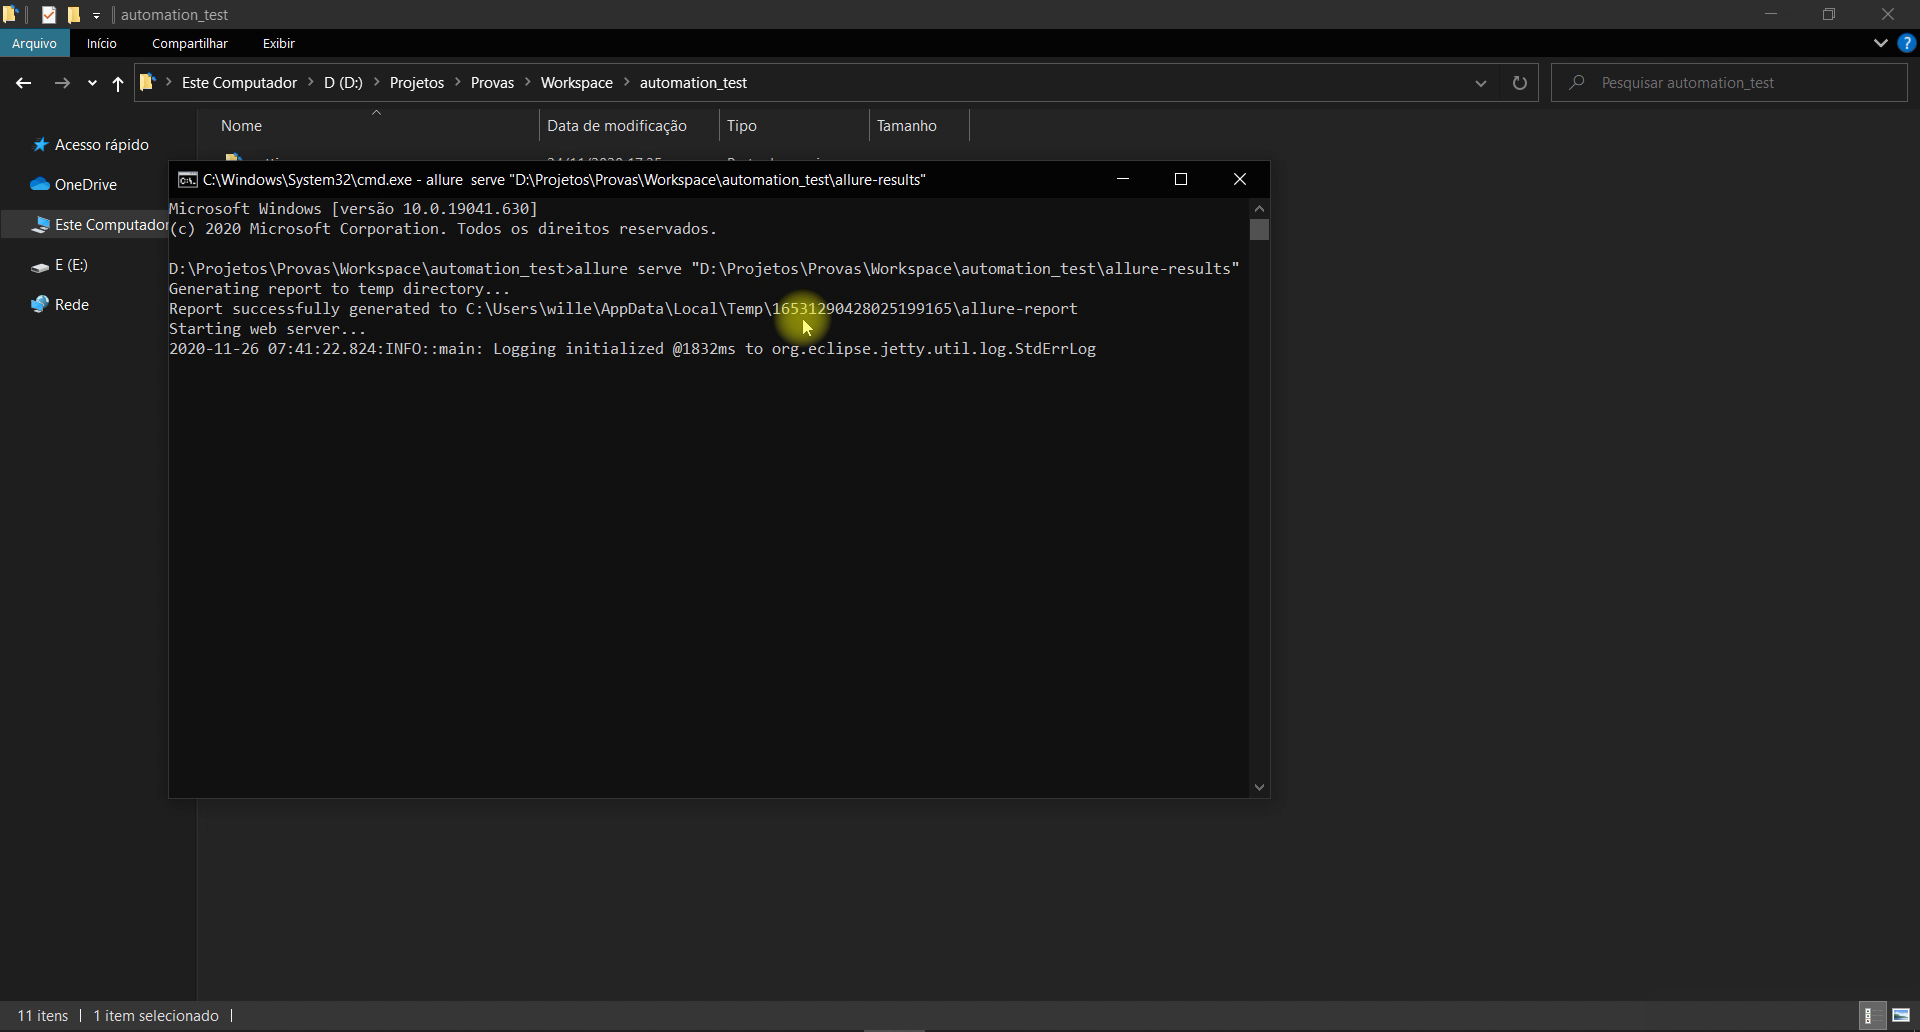 automation_test
Arquivo Início Compartilhar Exibir
Este Computador D (D:) Projetos Provas Workspace automation_test
Pesquisar automation_test
Nome Data de modificação Tipo Tamanho
Acesso rápido
OneDrive
Este Computador
E (E:)
Rede
C:\Windows\System32\cmd.exe - allure  serve "D:\Projetos\Provas\Workspace\automation_test\allure-results"
Microsoft Windows [versão 10.0.19041.630]
(c) 2020 Microsoft Corporation. Todos os direitos reservados.
D:\Projetos\Provas\Workspace\automation_test>allure serve "D:\Projetos\Provas\Workspace\automation_test\allure-results"
Generating report to temp directory...
Report successfully generated to C:\Users\wille\AppData\Local\Temp\16531290428025199165\allure-report
Starting web server...
2020-11-26 07:41:22.824:INFO::main: Logging initialized @1832ms to org.eclipse.jetty.util.log.StdErrLog
11 itens 1 item selecionado